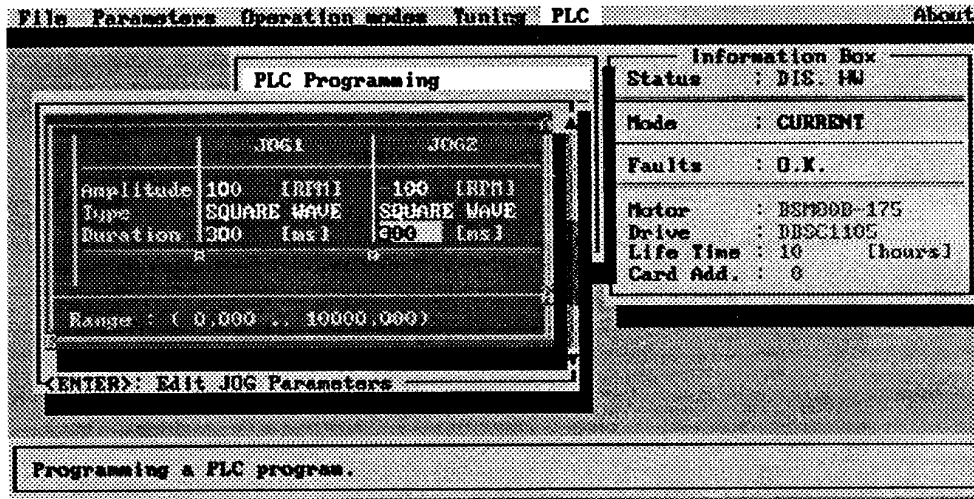 File Parameters Operation modes Tuning PLC About
PLC Programming
JOG1 JOG2
Amplitude 100 [RPM] 100 [RPM]
Type SQUARE WAVE SQUARE WAVE
Duration 300 [ms] 300 [ms]
Range : ( 0.000 .. 10000.000)
<ENTER>: Edit JOG Parameters
Information Box
Status : DIS. HW
Mode : CURRENT
Faults : O.K.
Motor : BSM80B-175
Drive : DBSC1105
Life Time : 10 [hours]
Card Add. : 0
Programming a PLC program.